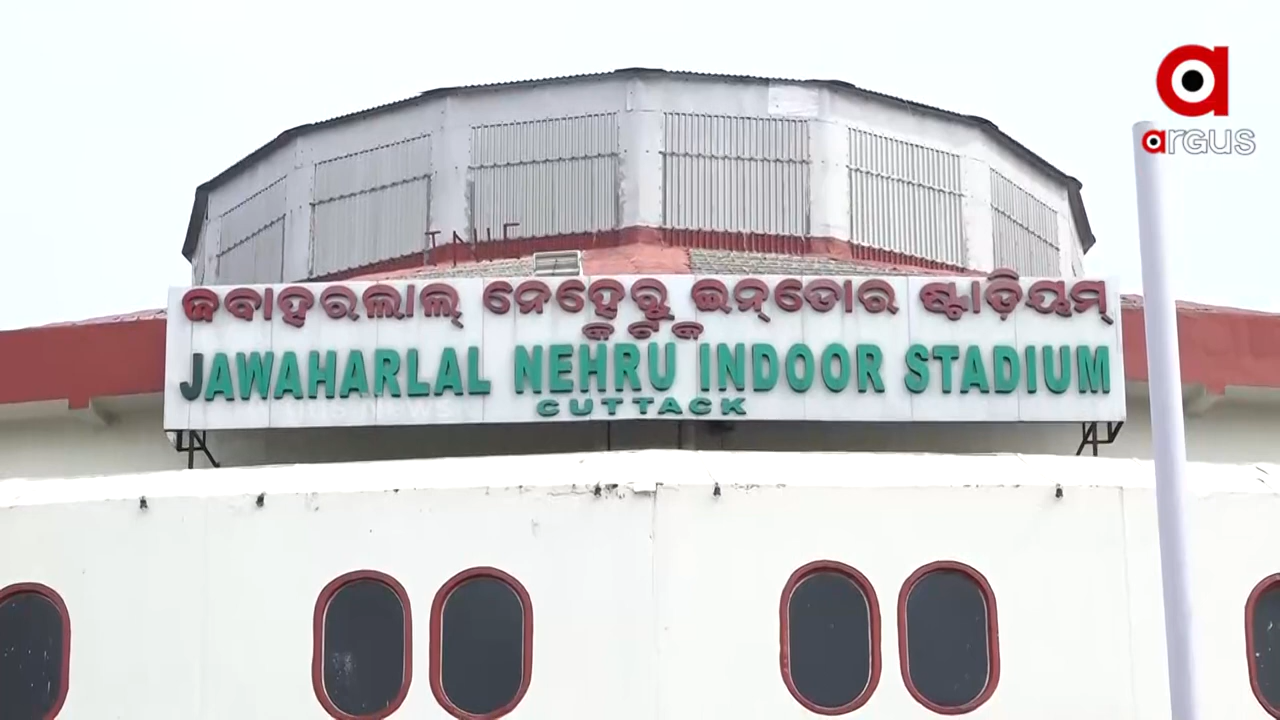 argus
ଜବାହରଲାଲ୍ ନେହେରୁ ଇନ୍‌ଡୋର ଷ୍ଟାଡ଼ିୟମ୍
କଟକ
JAWAHARLAL NEHRU INDOOR STADIUM
CUTTACK